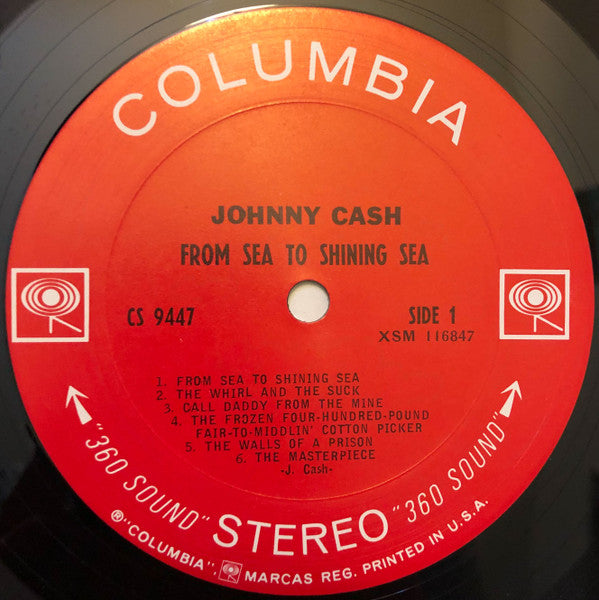 COLUMBIA
JOHNNY CASH
FROM SEA TO SHINING SEA
CS 9447
SIDE 1
XSM 116847
1. FROM SEA TO SHINING SEA
2. THE WHIRL AND THE SUCK
3. CALL DADDY FROM THE MINE
4. THE FROZEN FOUR-HUNDRED-POUND
FAIR-TO-MIDDLIN' COTTON PICKER
5. THE WALLS OF A PRISON
6. THE MASTERPIECE
-J. Cash-
"360 SOUND" STEREO "360 SOUND"
®"COLUMBIA", MARCAS REG. PRINTED IN U.S.A.